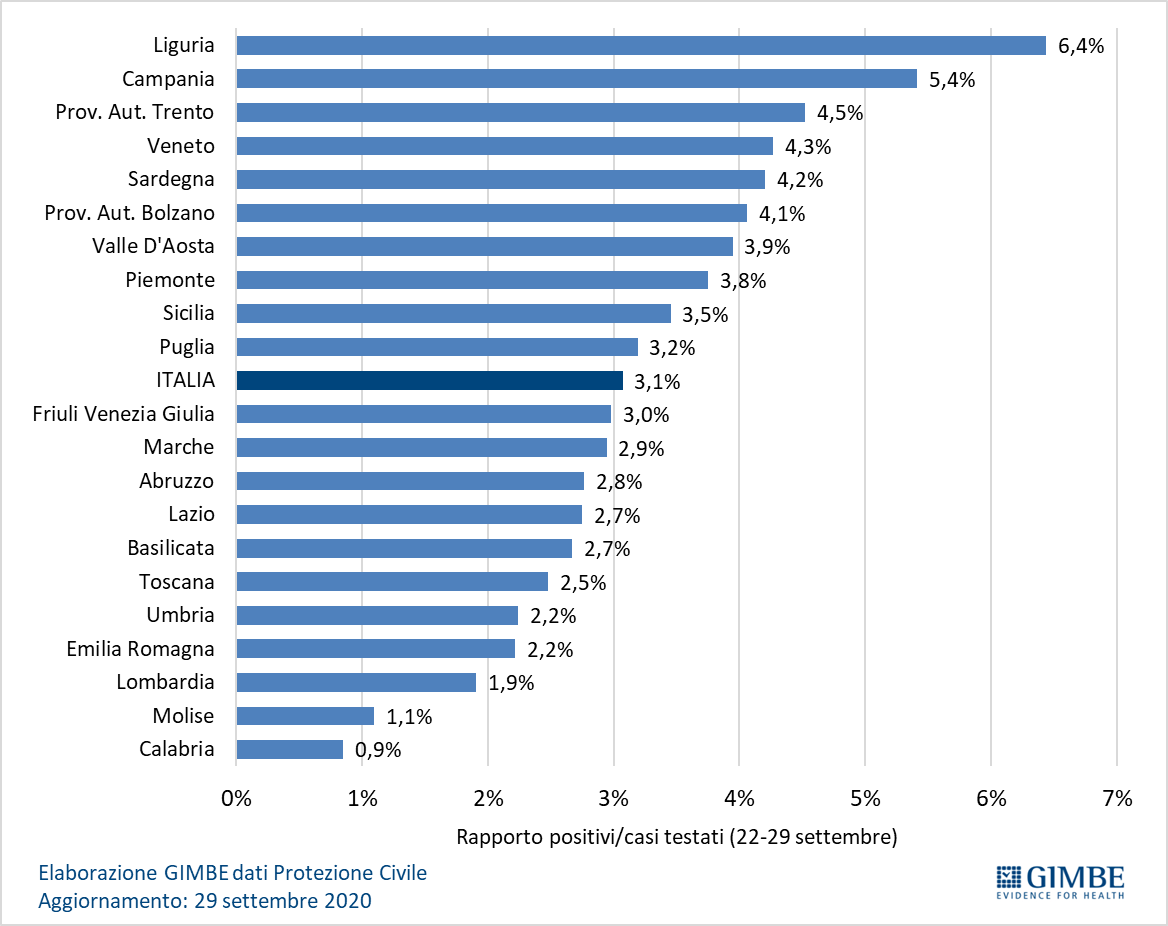 Liguria 6,4%
Campania 5,4%
Prov. Aut. Trento 4,5%
Veneto 4,3%
Sardegna 4,2%
Prov. Aut. Bolzano 4,1%
Valle D'Aosta 3,9%
Piemonte 3,8%
Sicilia 3,5%
Puglia 3,2%
ITALIA 3,1%
Friuli Venezia Giulia 3,0%
Marche 2,9%
Abruzzo 2,8%
Lazio 2,7%
Basilicata 2,7%
Toscana 2,5%
Umbria 2,2%
Emilia Romagna 2,2%
Lombardia 1,9%
Molise 1,1%
Calabria 0,9%
0% 1% 2% 3% 4% 5% 6% 7%
Rapporto positivi/casi testati (22-29 settembre)
Elaborazione GIMBE dati Protezione Civile
Aggiornamento: 29 settembre 2020
GIMBE
EVIDENCE FOR HEALTH